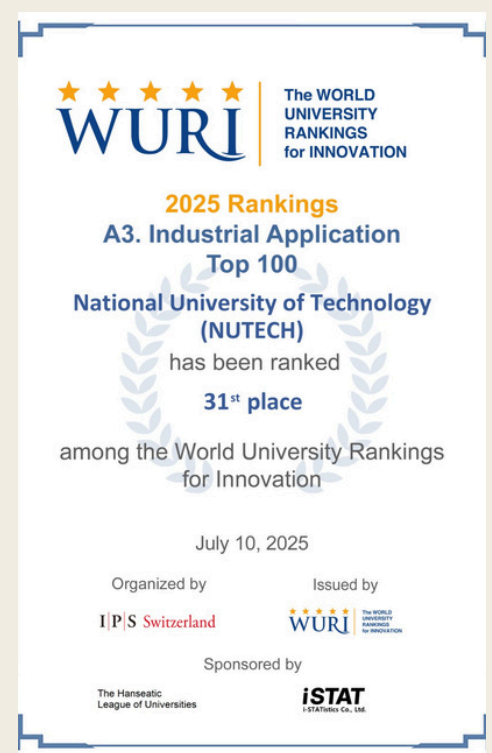 WURI
The WORLD
UNIVERSITY
RANKINGS
for INNOVATION
2025 Rankings
A3. Industrial Application
Top 100
National University of Technology
(NUTECH)
has been ranked
31st place
among the World University Rankings
for Innovation
July 10, 2025
Organized by
I|P|S Switzerland
Issued by
WURI
The WORLD
UNIVERSITY
RANKINGS
for INNOVATION
Sponsored by
The Hanseatic
League of Universities
iSTAT
i-STATistics Co., Ltd.